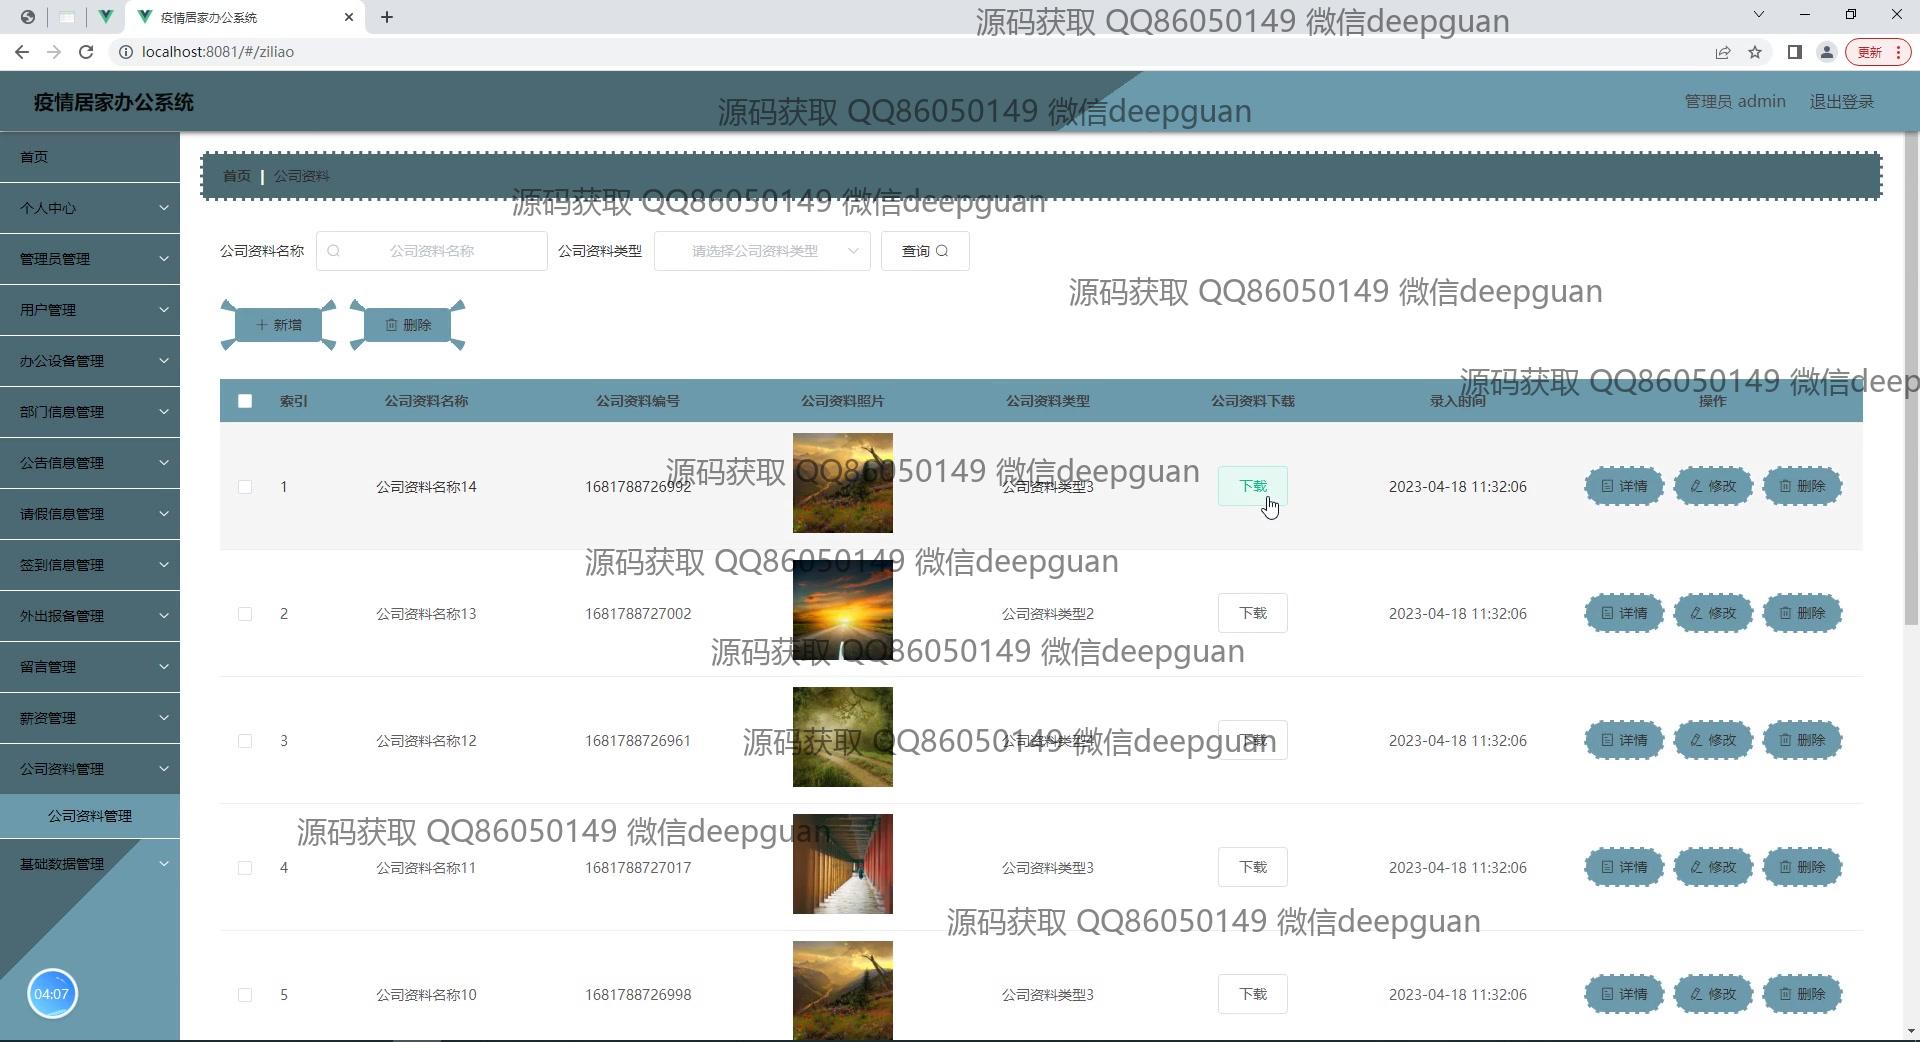 疫情居家办公系统
源码获取 QQ86050149 微信deepguan
localhost:8081/#/ziliao
更新
疫情居家办公系统
源码获取 QQ86050149 微信deepguan
管理员 admin
退出登录
首页
个人中心
管理员管理
用户管理
办公设备管理
部门信息管理
公告信息管理
请假信息管理
签到信息管理
外出报备管理
留言管理
薪资管理
公司资料管理
公司资料管理
基础数据管理
04:07
首页 | 公司资料
源码获取 QQ86050149 微信deepguan
公司资料名称 公司资料名称 公司资料类型 请选择公司资料类型 查询
源码获取 QQ86050149 微信deepguan
新增 删除
源码获取 QQ86050149 微信deep
索引 公司资料名称 公司资料编号 公司资料照片 公司资料类型 公司资料下载 录入时间 操作
源码获取 QQ86050149 微信deepguan
1 公司资料名称14 1681788726992 公司资料类型3 下载 2023-04-18 11:32:06 详情 修改 删除
源码获取 QQ86050149 微信deepguan
2 公司资料名称13 1681788727002 公司资料类型2 下载 2023-04-18 11:32:06 详情 修改 删除
源码获取 QQ86050149 微信deepguan
3 公司资料名称12 1681788726961 下载 2023-04-18 11:32:06 详情 修改 删除
源码获取 QQ86050149 微信deepguan
源码获取 QQ86050149 微信deepguan
4 公司资料名称11 1681788727017 公司资料类型3 下载 2023-04-18 11:32:06 详情 修改 删除
源码获取 QQ86050149 微信deepguan
5 公司资料名称10 1681788726998 公司资料类型3 下载 2023-04-18 11:32:06 详情 修改 删除